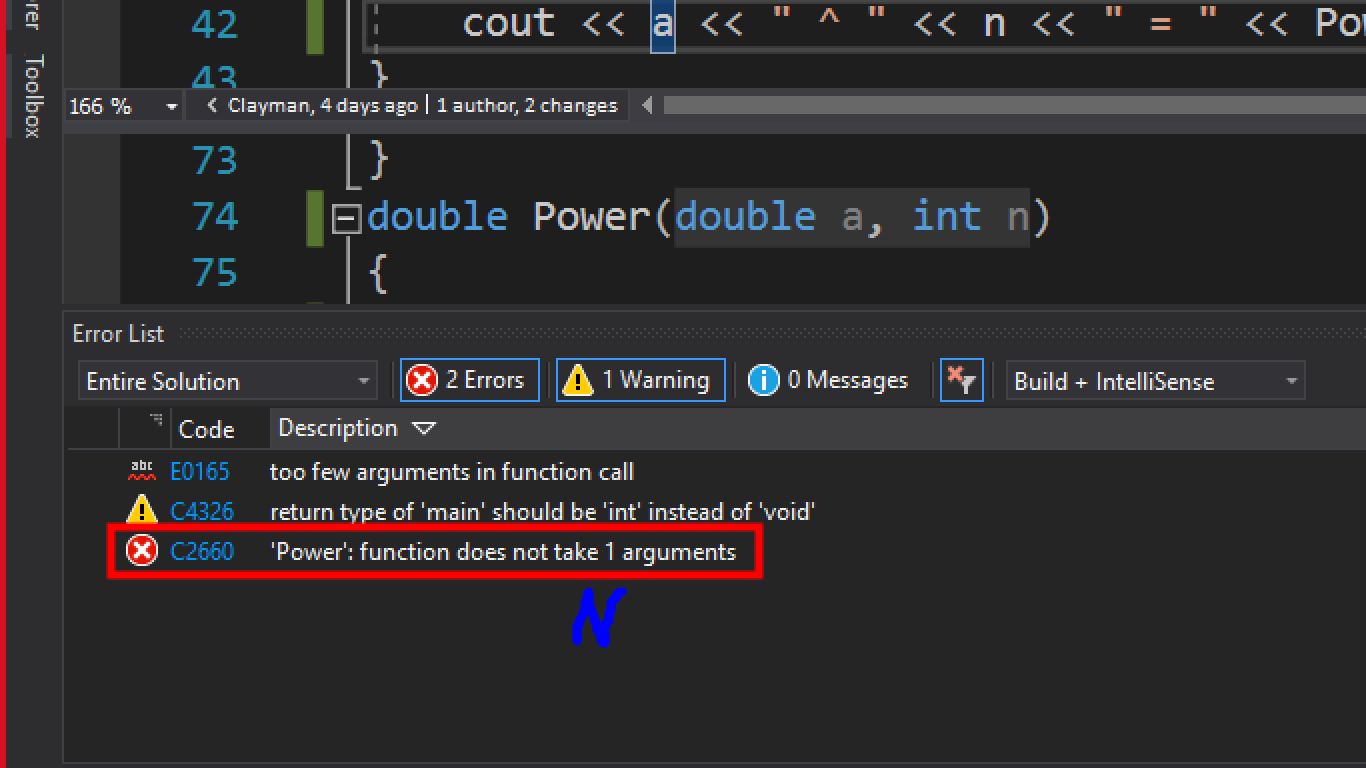 42 cout << a << " ^ " << n << " = " <<
43 }
166 % < Clayman, 4 days ago | 1 author, 2 changes
Toolbox
73 }
74 double Power(double a, int n)
75 {
Error List
Entire Solution 2 Errors 1 Warning 0 Messages Build + IntelliSense
Code Description
abc E0165 too few arguments in function call
C4326 return type of 'main' should be 'int' instead of 'void'
C2660 'Power': function does not take 1 arguments
N